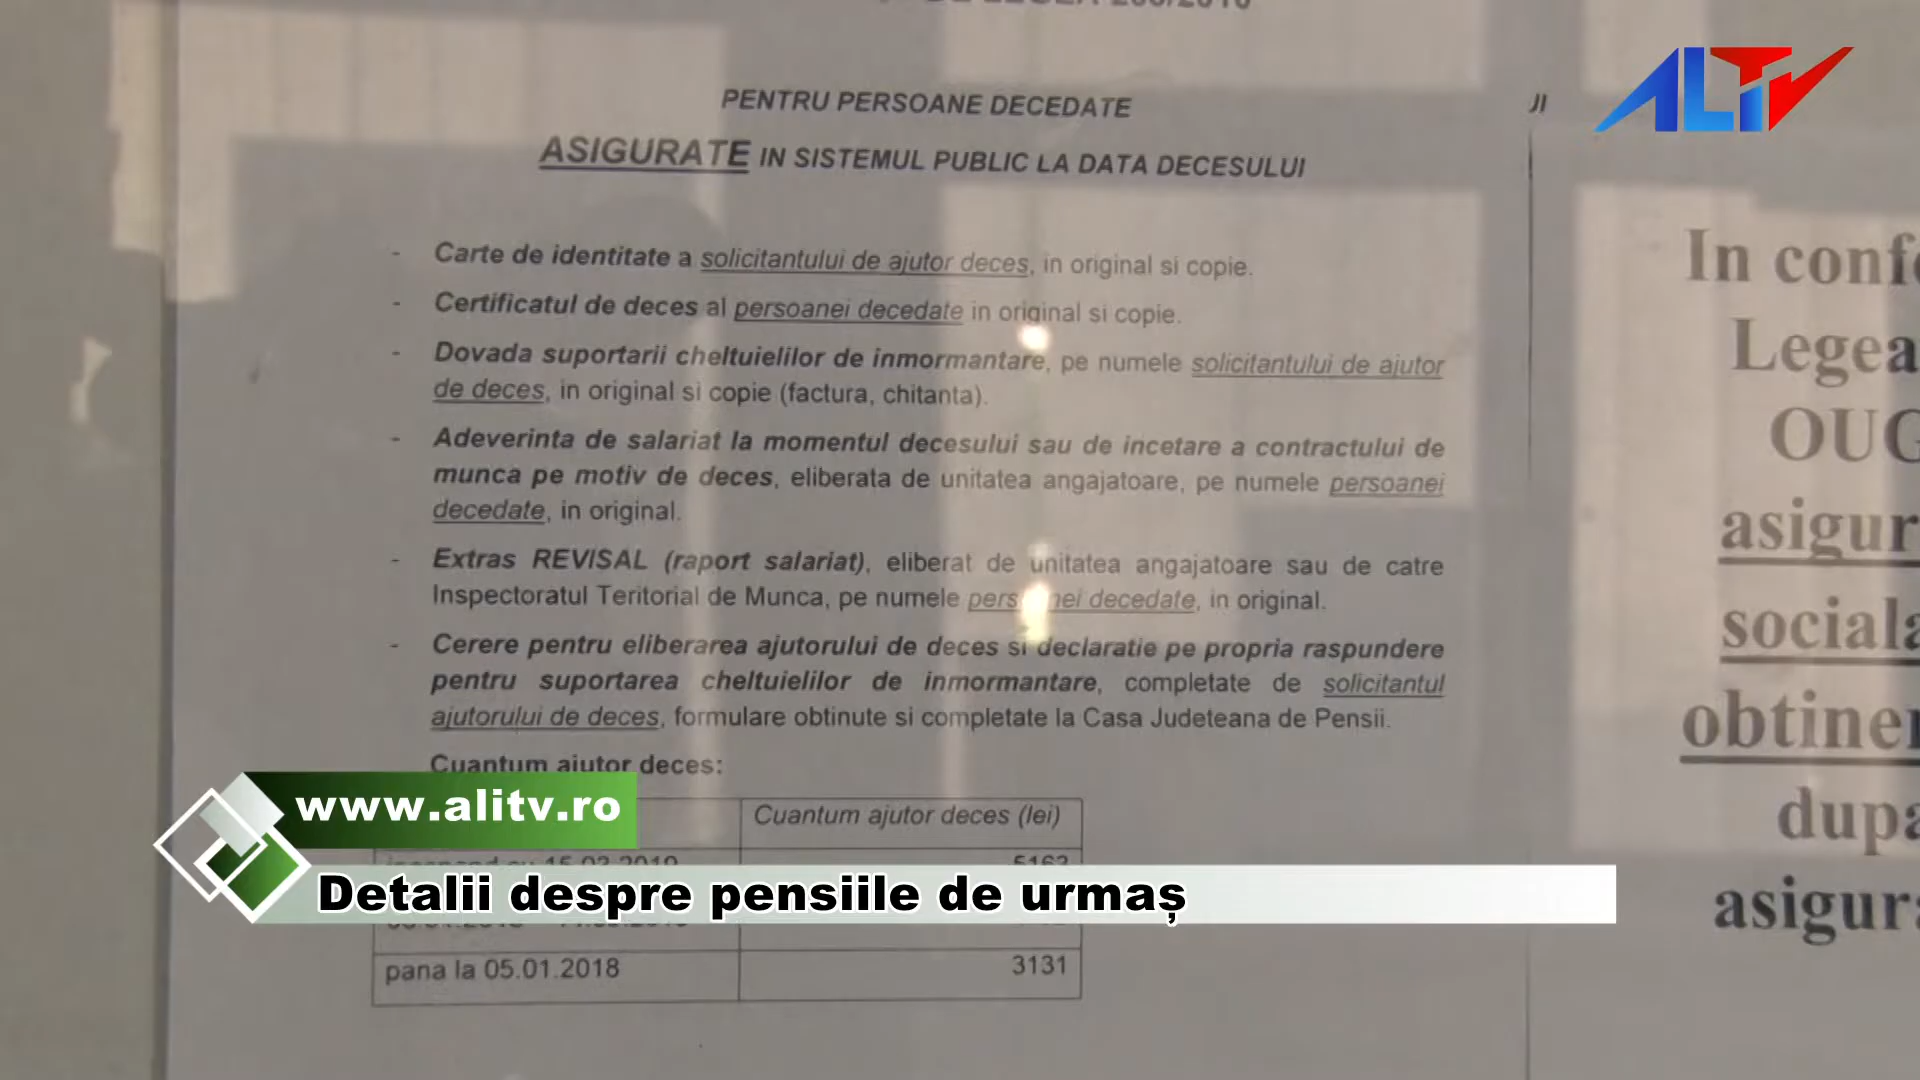 PENTRU PERSOANE DECEDATE
ASIGURATE IN SISTEMUL PUBLIC LA DATA DECESULUI
- Carte de identitate a solicitantului de ajutor deces, in original si copie.
- Certificatul de deces al persoanei decedate in original si copie.
- Dovada suportarii cheltuielilor de inmormantare, pe numele solicitantului de ajutor
de deces, in original si copie (factura, chitanta).
- Adeverinta de salariat la momentul decesului sau de incetare a contractului de
munca pe motiv de deces, eliberata de unitatea angajatoare, pe numele persoanei
decedate, in original.
- Extras REVISAL (raport salariat), eliberat de unitatea angajatoare sau de catre
Inspectoratul Teritorial de Munca, pe numele persoanei decedate, in original.
- Cerere pentru eliberarea ajutorului de deces si declaratie pe propria raspundere
pentru suportarea cheltuielilor de inmormantare, completate de solicitantul
ajutorului de deces, formulare obtinute si completate la Casa Judeteana de Pensii.
Cuantum ajutor deces:
Cuantum ajutor deces (lei)
pana la 05.01.2018 3131
In
Legea
OUG
dupa
ALITV
www.alitv.ro
Detalii despre pensiile de urmaș